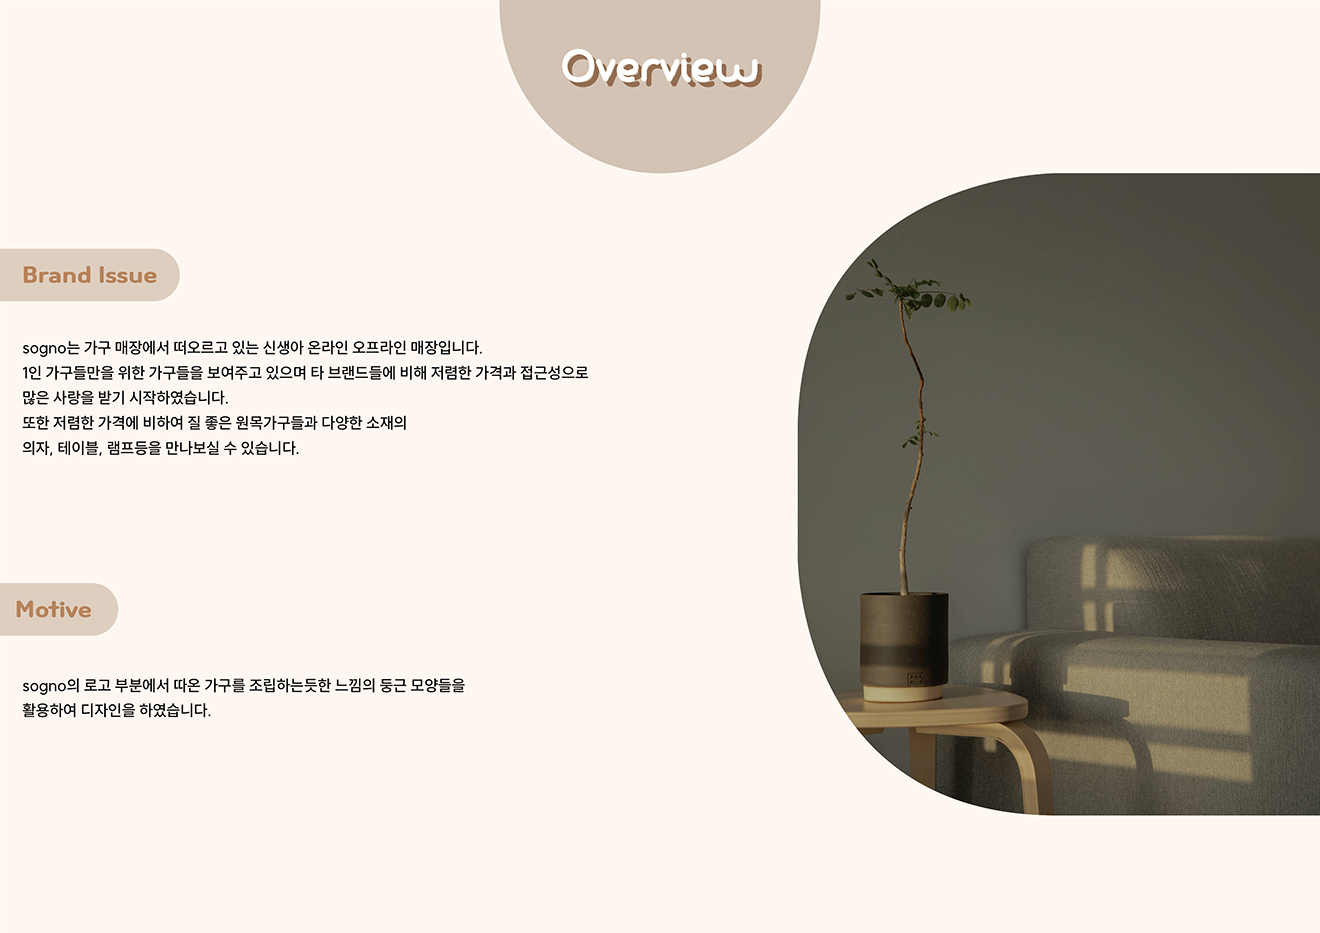 Overview
Brand Issue
sogno는 가구 매장에서 떠오르고 있는 신생아 온라인 오프라인 매장입니다.
1인 가구들만을 위한 가구들을 보여주고 있으며 타 브랜드들에 비해 저렴한 가격과 접근성으로
많은 사랑을 받기 시작하였습니다.
또한 저렴한 가격에 비하여 질 좋은 원목가구들과 다양한 소재의
의자, 테이블, 램프등을 만나보실 수 있습니다.
Motive
sogno의 로고 부분에서 따온 가구를 조립하는듯한 느낌의 둥근 모양들을
활용하여 디자인을 하였습니다.